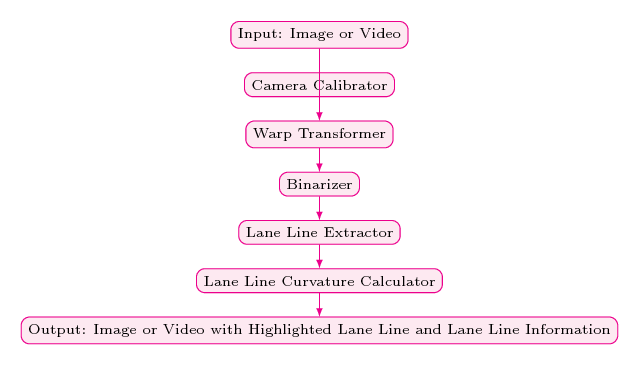 Input: Image or Video
Camera Calibrator
Warp Transformer
Binarizer
Lane Line Extractor
Lane Line Curvature Calculator
Output: Image or Video with Highlighted Lane Line and Lane Line Information